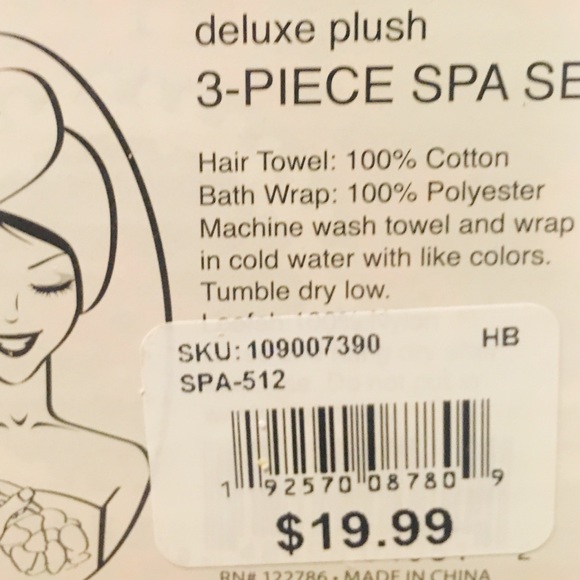 deluxe plush
3-PIECE SPA SE
Hair Towel: 100% Cotton
Bath Wrap: 100% Polyester
Machine wash towel and wrap
in cold water with like colors.
Tumble dry low.
SKU: 109007390 HB
SPA-512
1 92570 08780 9
$19.99
RN# 122786 • MADE IN CHINA